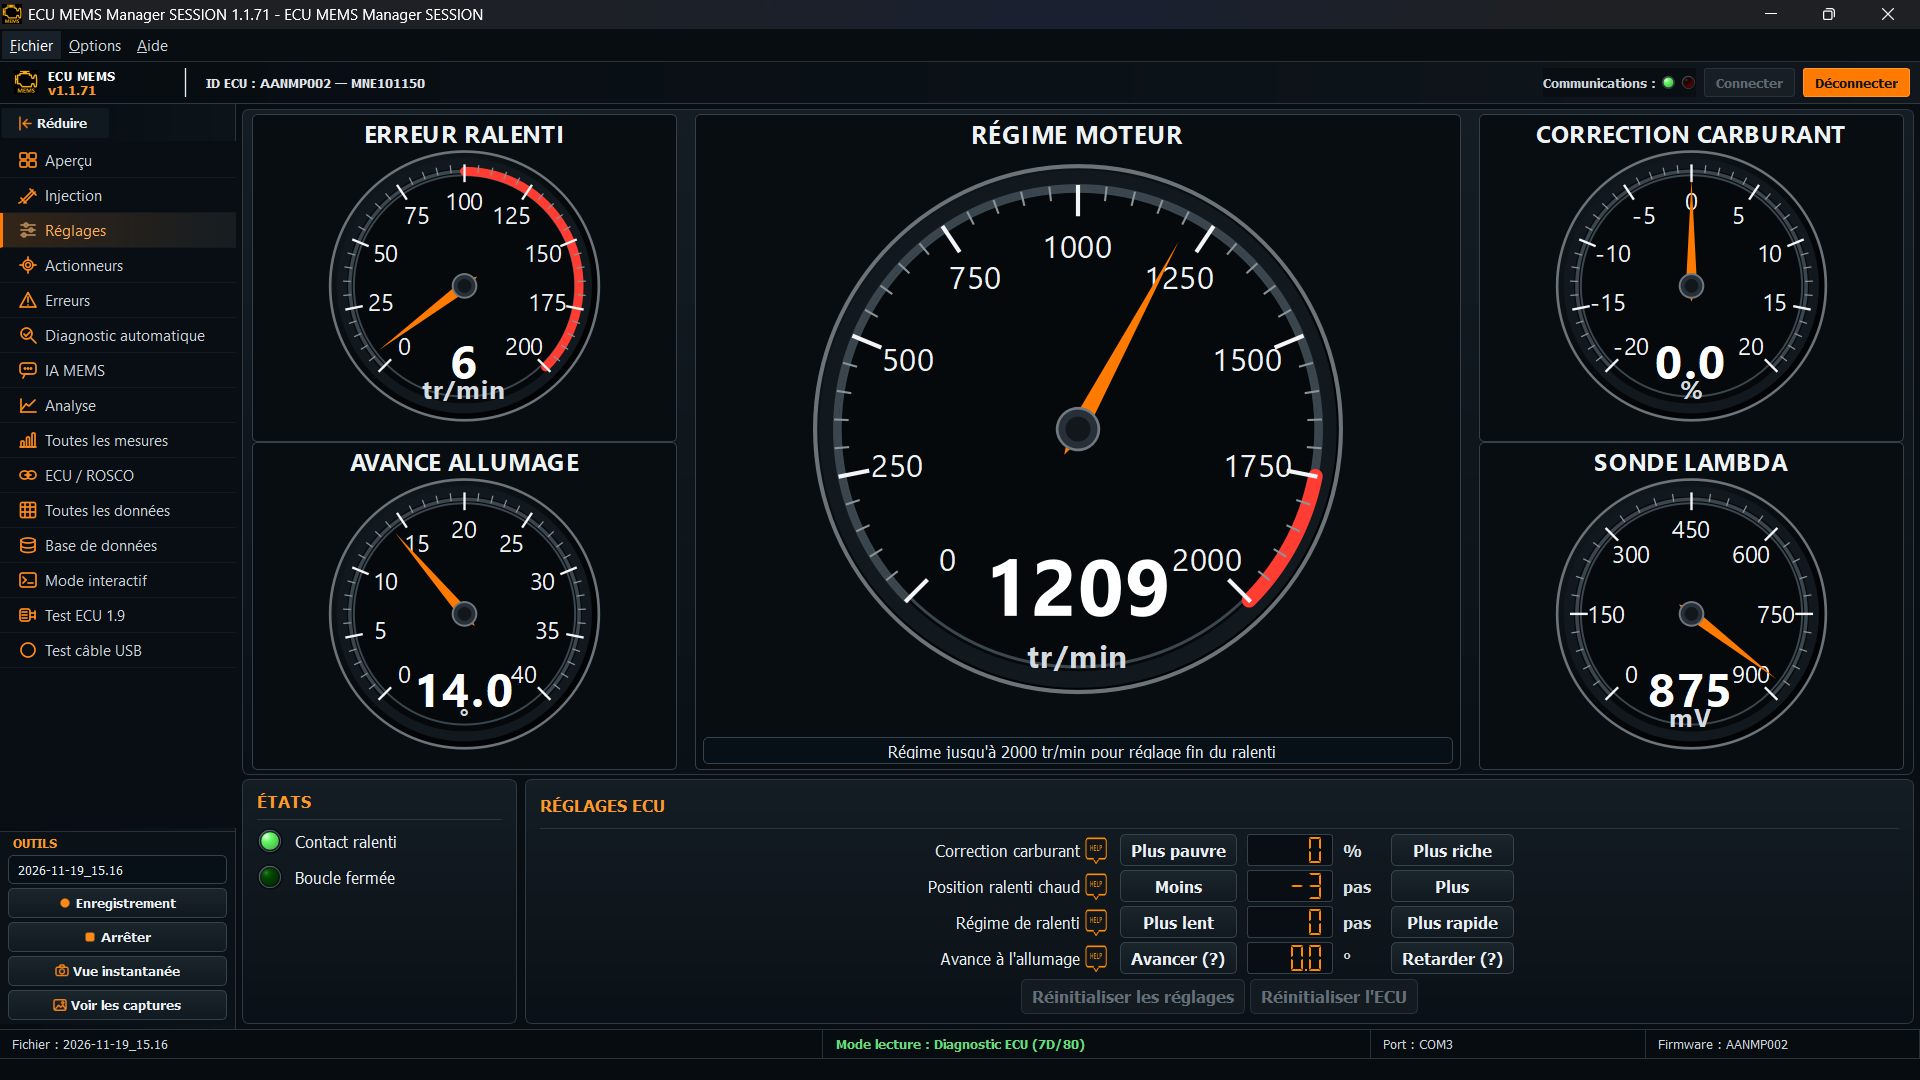 ECU MEMS Manager SESSION 1.1.71 - ECU MEMS Manager SESSION
Fichier Options Aide
ECU MEMS
v1.1.71
ID ECU : AANMP002 — MNE101150
Communications :
Connecter
Déconnecter
Réduire
Aperçu
Injection
Réglages
Actionneurs
Erreurs
Diagnostic automatique
IA MEMS
Analyse
Toutes les mesures
ECU / ROSCO
Toutes les données
Base de données
Mode interactif
Test ECU 1.9
Test câble USB
OUTILS
2026-11-19_15.16
Enregistrement
Arrêter
Vue instantanée
Voir les captures
ERREUR RALENTI
0 25 50 75 100 125 150 175 200
6
tr/min
AVANCE ALLUMAGE
0 5 10 15 20 25 30 35 40
14.0
°
RÉGIME MOTEUR
0 250 500 750 1000 1250 1500 1750 2000
1209
tr/min
Régime jusqu'à 2000 tr/min pour réglage fin du ralenti
CORRECTION CARBURANT
-20 -15 -10 -5 0 5 10 15 20
0.0
%
SONDE LAMBDA
0 150 300 450 600 750 900
875
mV
ÉTATS
Contact ralenti
Boucle fermée
RÉGLAGES ECU
Correction carburant HELP Plus pauvre 0 % Plus riche
Position ralenti chaud HELP Moins -3 pas Plus
Régime de ralenti HELP Plus lent 0 pas Plus rapide
Avance à l'allumage HELP Avancer (?) 0.0 ° Retarder (?)
Réinitialiser les réglages Réinitialiser l'ECU
Fichier : 2026-11-19_15.16
Mode lecture : Diagnostic ECU (7D/80)
Port : COM3
Firmware : AANMP002